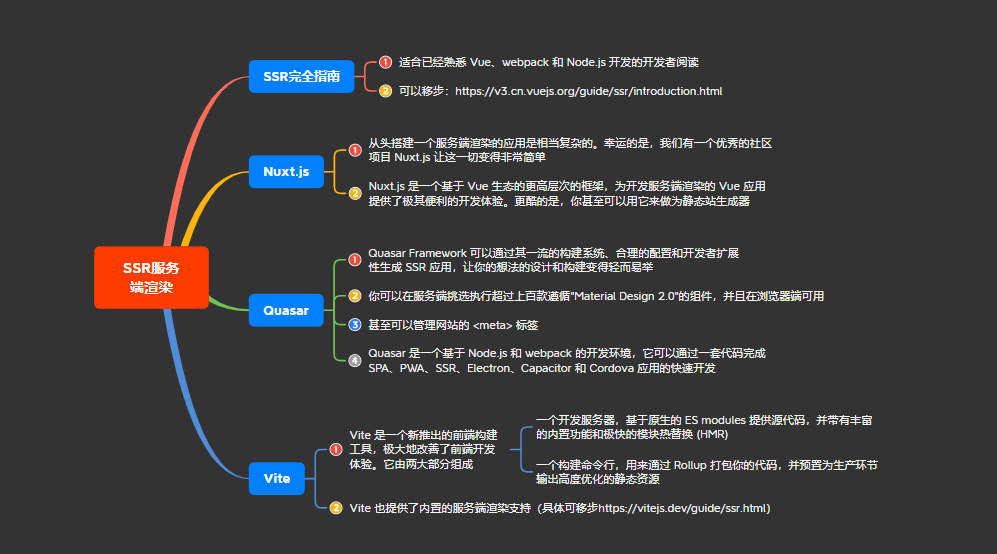 SSR服务
端渲染
SSR完全指南
1 适合已经熟悉 Vue、webpack 和 Node.js 开发的开发者阅读
2 可以移步：https://v3.cn.vuejs.org/guide/ssr/introduction.html
Nuxt.js
1 从头搭建一个服务端渲染的应用是相当复杂的。幸运的是，我们有一个优秀的社区
项目 Nuxt.js 让这一切变得非常简单
2 Nuxt.js 是一个基于 Vue 生态的更高层次的框架，为开发服务端渲染的 Vue 应用
提供了极其便利的开发体验。更酷的是，你甚至可以用它来做为静态站生成器
Quasar
1 Quasar Framework 可以通过其一流的构建系统、合理的配置和开发者扩展
性生成 SSR 应用，让你的想法的设计和构建变得轻而易举
2 你可以在服务端挑选执行超过上百款遵循"Material Design 2.0"的组件，并且在浏览器端可用
3 甚至可以管理网站的 <meta> 标签
4 Quasar 是一个基于 Node.js 和 webpack 的开发环境，它可以通过一套代码完成
SPA、PWA、SSR、Electron、Capacitor 和 Cordova 应用的快速开发
Vite
1 Vite 是一个新推出的前端构建
工具，极大地改善了前端开发
体验。它由两大部分组成
一个开发服务器，基于原生的 ES modules 提供源代码，并带有丰富
的内置功能和极快的模块热替换 (HMR)
一个构建命令行，用来通过 Rollup 打包你的代码，并预置为生产环节
输出高度优化的静态资源
2 Vite 也提供了内置的服务端渲染支持（具体可移步https://vitejs.dev/guide/ssr.html）